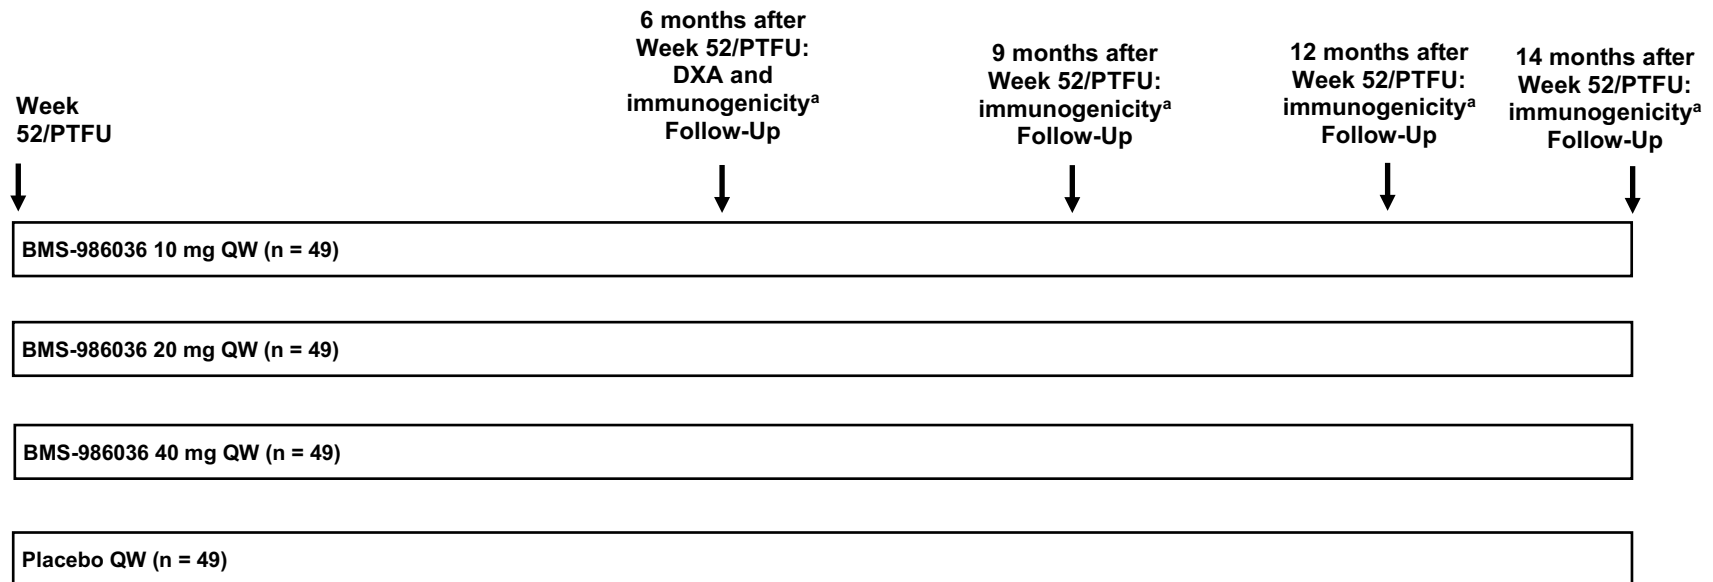 Week
52/PTFU
6 months after
Week 52/PTFU:
DXA and
immunogenicityᵃ
Follow-Up
9 months after
Week 52/PTFU:
immunogenicityᵃ
Follow-Up
12 months after
Week 52/PTFU:
immunogenicityᵃ
Follow-Up
14 months after
Week 52/PTFU:
immunogenicityᵃ
Follow-Up
BMS-986036 10 mg QW (n = 49)
BMS-986036 20 mg QW (n = 49)
BMS-986036 40 mg QW (n = 49)
Placebo QW (n = 49)